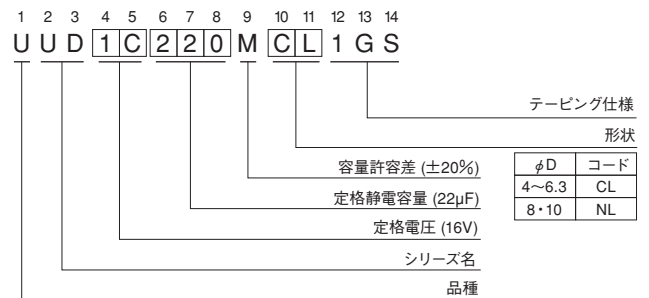 1 2 3 4 5 6 7 8 9 10 11 12 13 14
U U D 1 C 2 2 0 M C L 1 G S
テーピング仕様
形状
φD コード
4～6.3 CL
8・10 NL
容量許容差 (±20%)
定格静電容量 (22µF)
定格電圧 (16V)
シリーズ名
品種